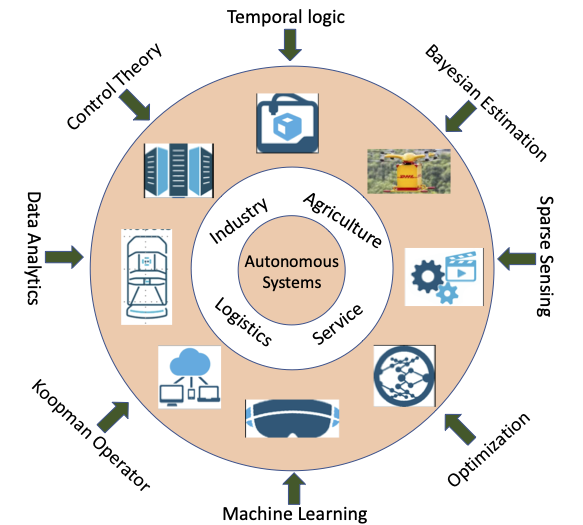 Temporal logic
Control Theory
Bayesian Estimation
Industry
Agriculture
Data Analytics
Autonomous
Systems
Sparse Sensing
Logistics
Service
Koopman Operator
Optimization
Machine Learning